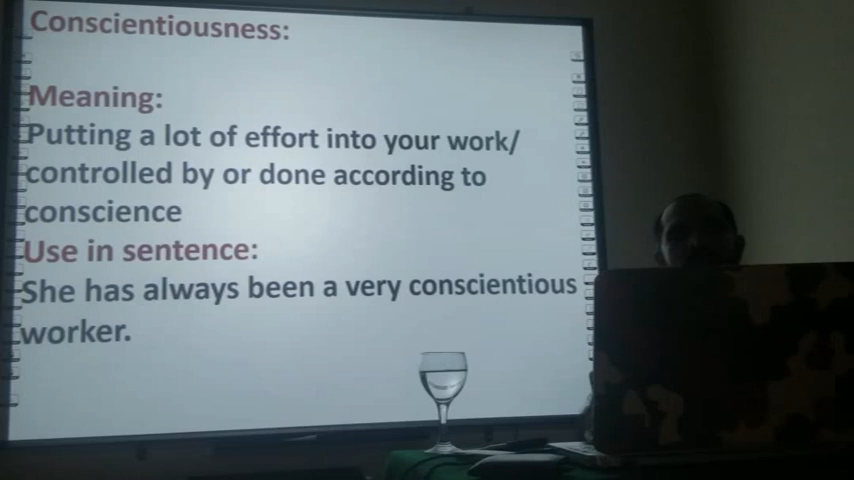 Conscientiousness:
Meaning:
Putting a lot of effort into your work/
controlled by or done according to
conscience
Use in sentence:
She has always been a very conscientious
worker.